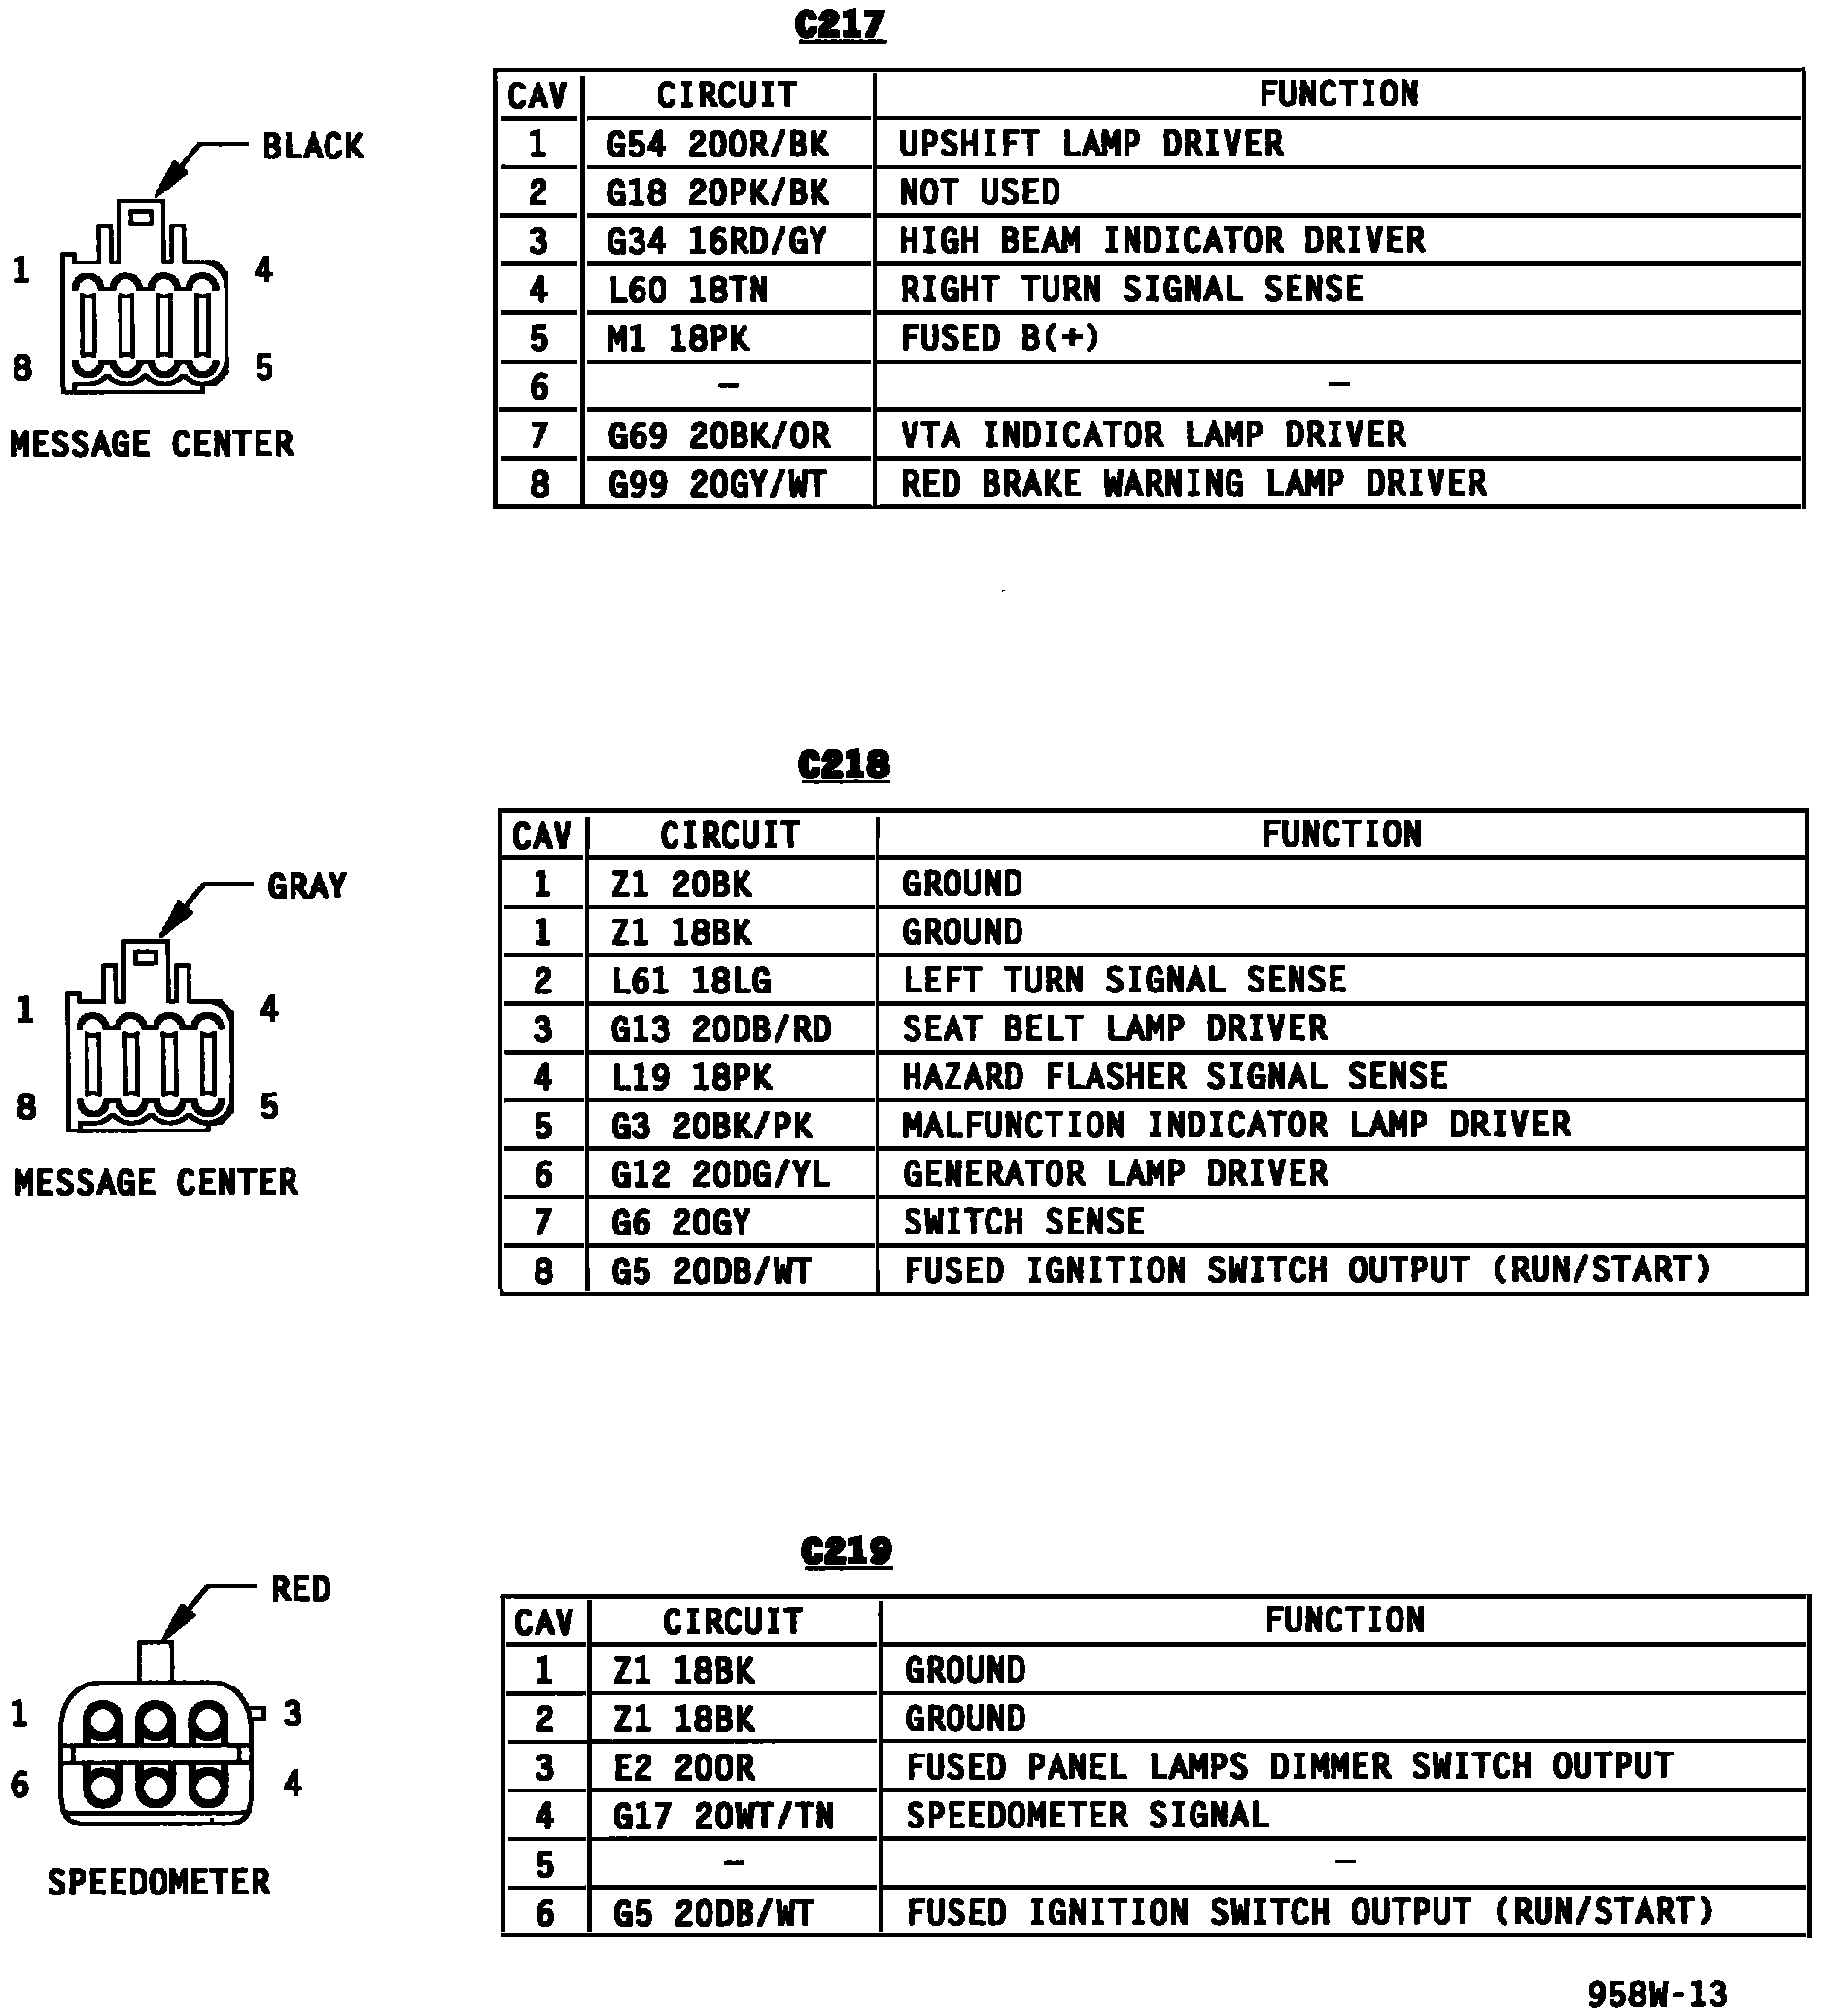 C217
BLACK
1 4
8 5
MESSAGE CENTER
CAV CIRCUIT FUNCTION
1 G54 20OR/BK UPSHIFT LAMP DRIVER
2 G18 20PK/BK NOT USED
3 G34 16RD/GY HIGH BEAM INDICATOR DRIVER
4 L60 18TN RIGHT TURN SIGNAL SENSE
5 M1 18PK FUSED B(+)
6 – –
7 G69 20BK/OR VTA INDICATOR LAMP DRIVER
8 G99 20GY/WT RED BRAKE WARNING LAMP DRIVER
C218
GRAY
1 4
8 5
MESSAGE CENTER
CAV CIRCUIT FUNCTION
1 Z1 20BK GROUND
1 Z1 18BK GROUND
2 L61 18LG LEFT TURN SIGNAL SENSE
3 G13 20DB/RD SEAT BELT LAMP DRIVER
4 L19 18PK HAZARD FLASHER SIGNAL SENSE
5 G3 20BK/PK MALFUNCTION INDICATOR LAMP DRIVER
6 G12 20DG/YL GENERATOR LAMP DRIVER
7 G6 20GY SWITCH SENSE
8 G5 20DB/WT FUSED IGNITION SWITCH OUTPUT (RUN/START)
C219
RED
1 3
6 4
SPEEDOMETER
CAV CIRCUIT FUNCTION
1 Z1 18BK GROUND
2 Z1 18BK GROUND
3 E2 20OR FUSED PANEL LAMPS DIMMER SWITCH OUTPUT
4 G17 20WT/TN SPEEDOMETER SIGNAL
5 – –
6 G5 20DB/WT FUSED IGNITION SWITCH OUTPUT (RUN/START)
958W-13